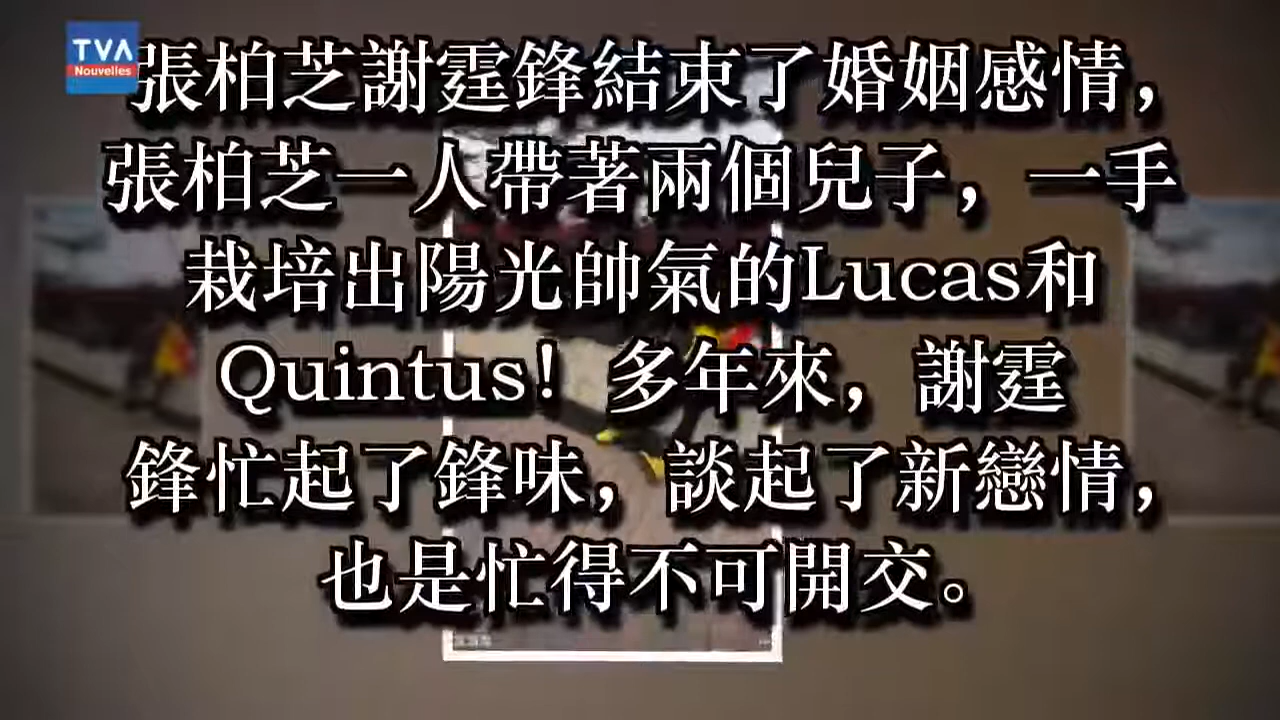 TVA
Nouvelles
張柏芝謝霆鋒結束了婚姻感情，
張柏芝一人帶著兩個兒子，一手
栽培出陽光帥氣的Lucas和
Quintus！多年來，謝霆
鋒忙起了鋒味，談起了新戀情，
也是忙得不可開交。